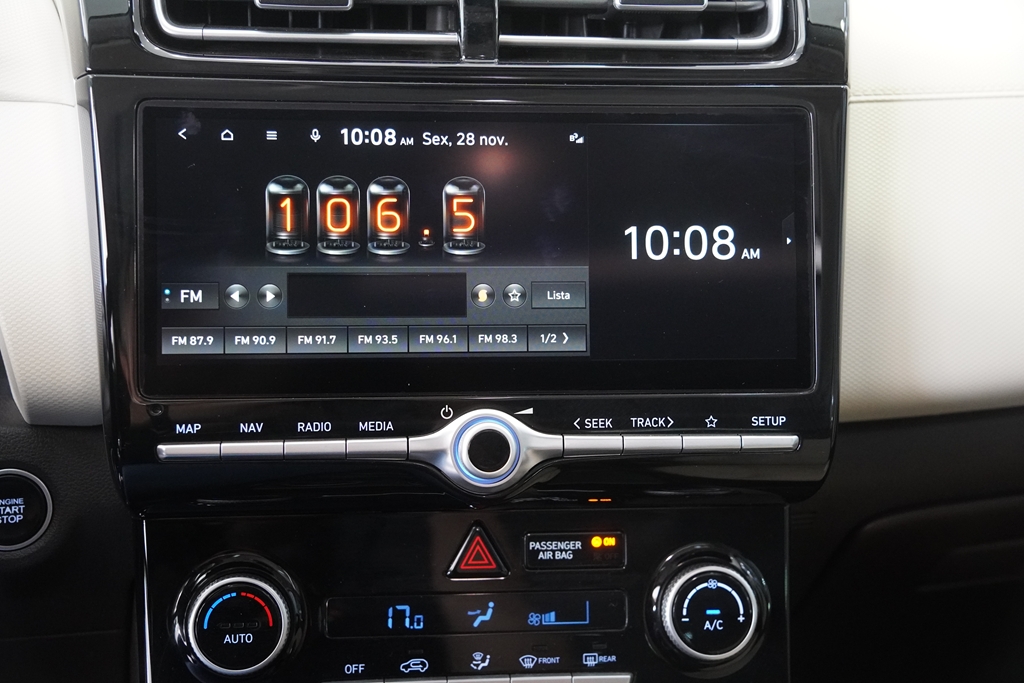 10:08 AM Sex, 28 nov.
106.5
10:08 AM
FM
Lista
FM 87.9 FM 90.9 FM 91.7 FM 93.5 FM 96.1 FM 98.3 1/2
MAP NAV RADIO MEDIA SEEK TRACK SETUP
ENGINE
START
STOP
PASSENGER
AIR BAG
ON
17.0
AUTO
A/C
OFF FRONT REAR